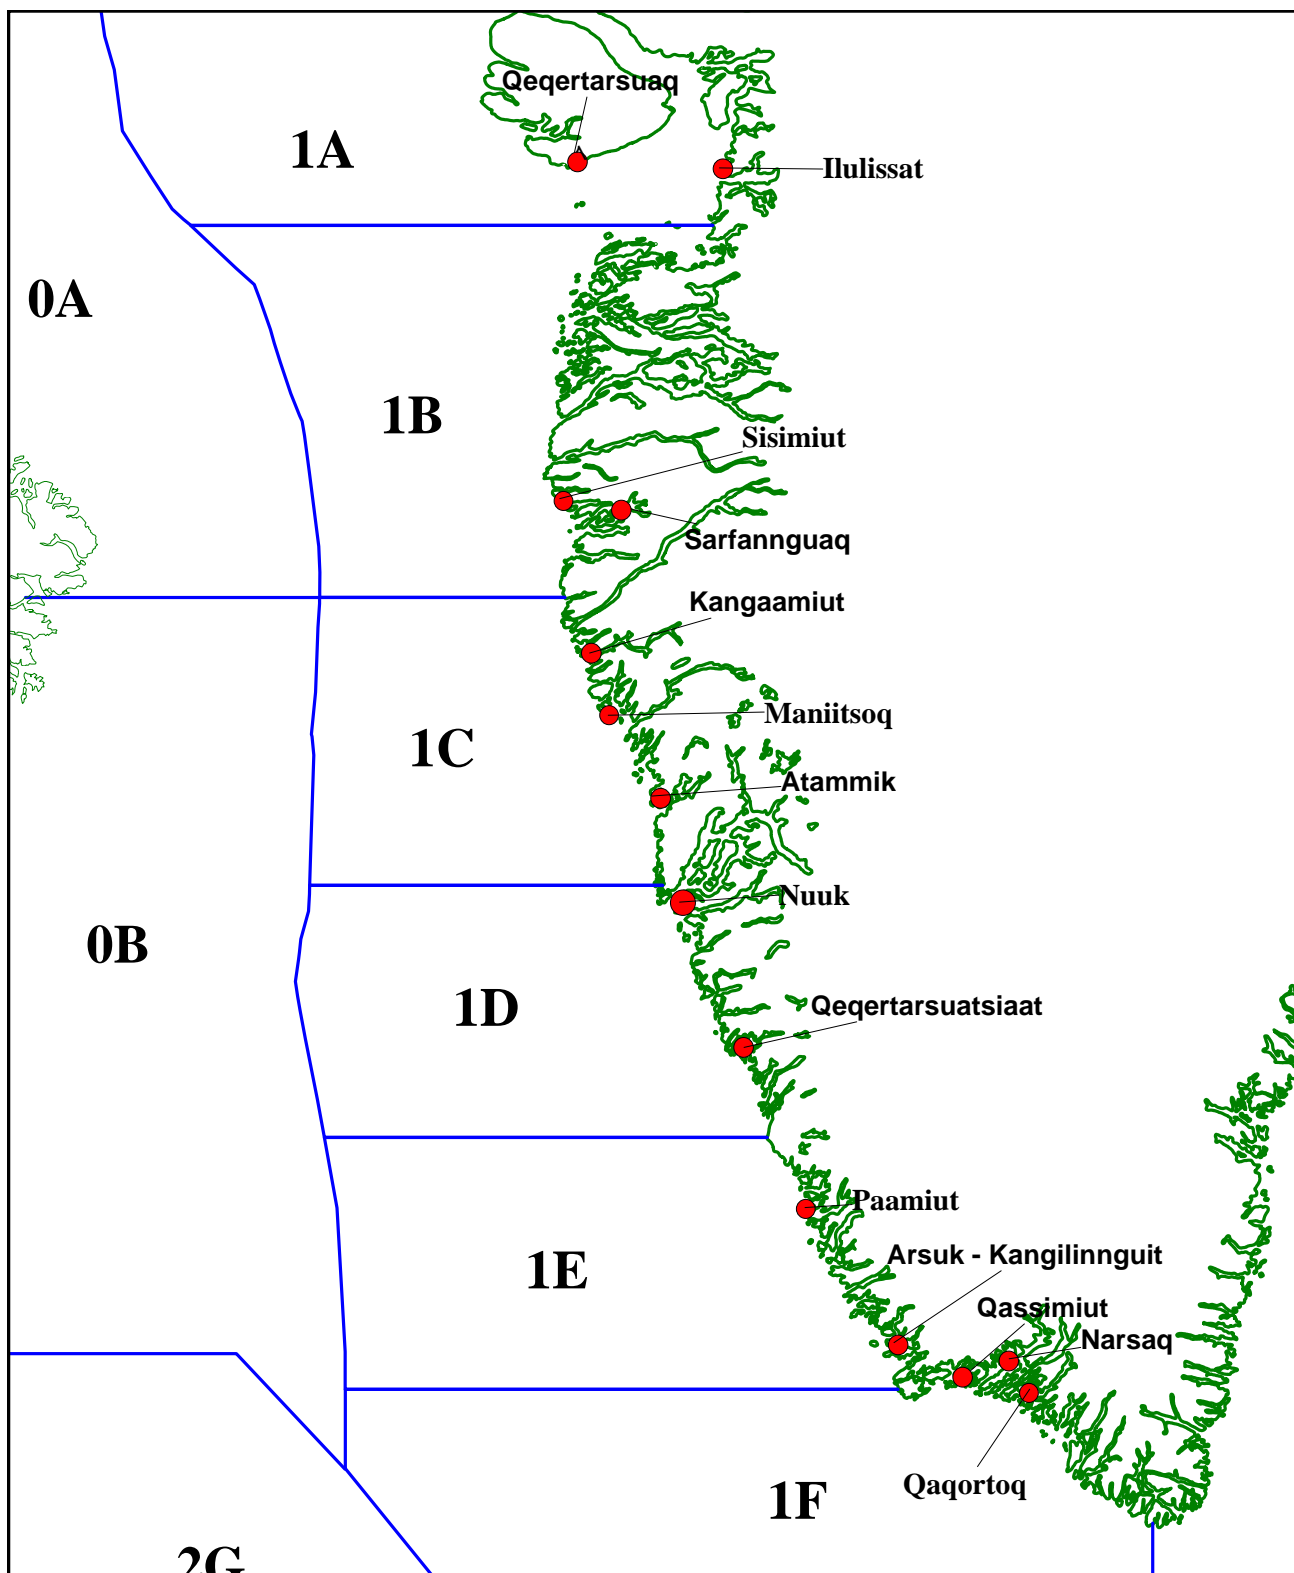 Qeqertarsuaq
1A
Ilulissat
0A
1B
Sisimiut
Sarfannguaq
Kangaamiut
Maniitsoq
1C
Atammik
Nuuk
0B
1D
Qeqertarsuatsiaat
Paamiut
Arsuk - Kangilinnguit
1E
Qassimiut
Narsaq
Qaqortoq
1F
2G